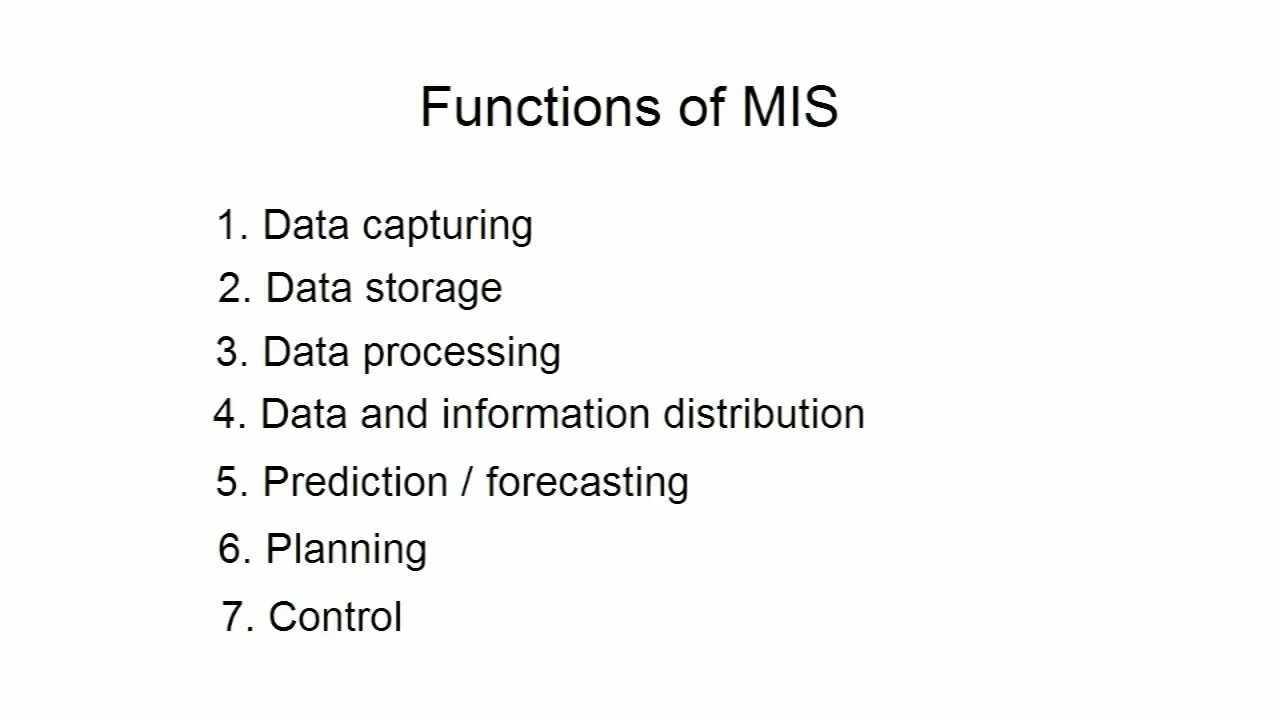 Functions of MIS
1. Data capturing
2. Data storage
3. Data processing
4. Data and information distribution
5. Prediction / forecasting
6. Planning
7. Control